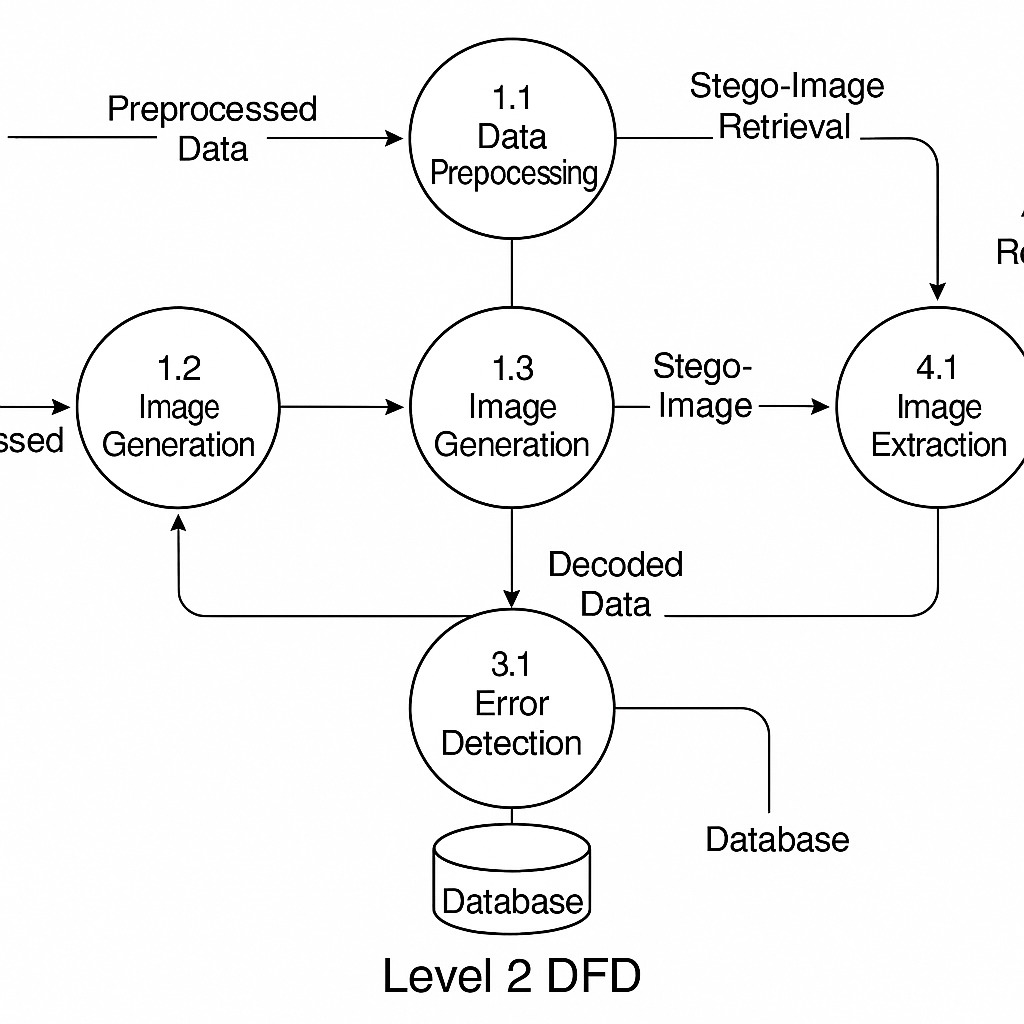 Preprocessed
Data
1.1
Data
Prepocessing
Stego-Image
Retrieval
1.2
Image
Generation
1.3
Image
Generation
Stego-
Image
4.1
Image
Extraction
Decoded
Data
3.1
Error
Detection
Database
Database
Level 2 DFD